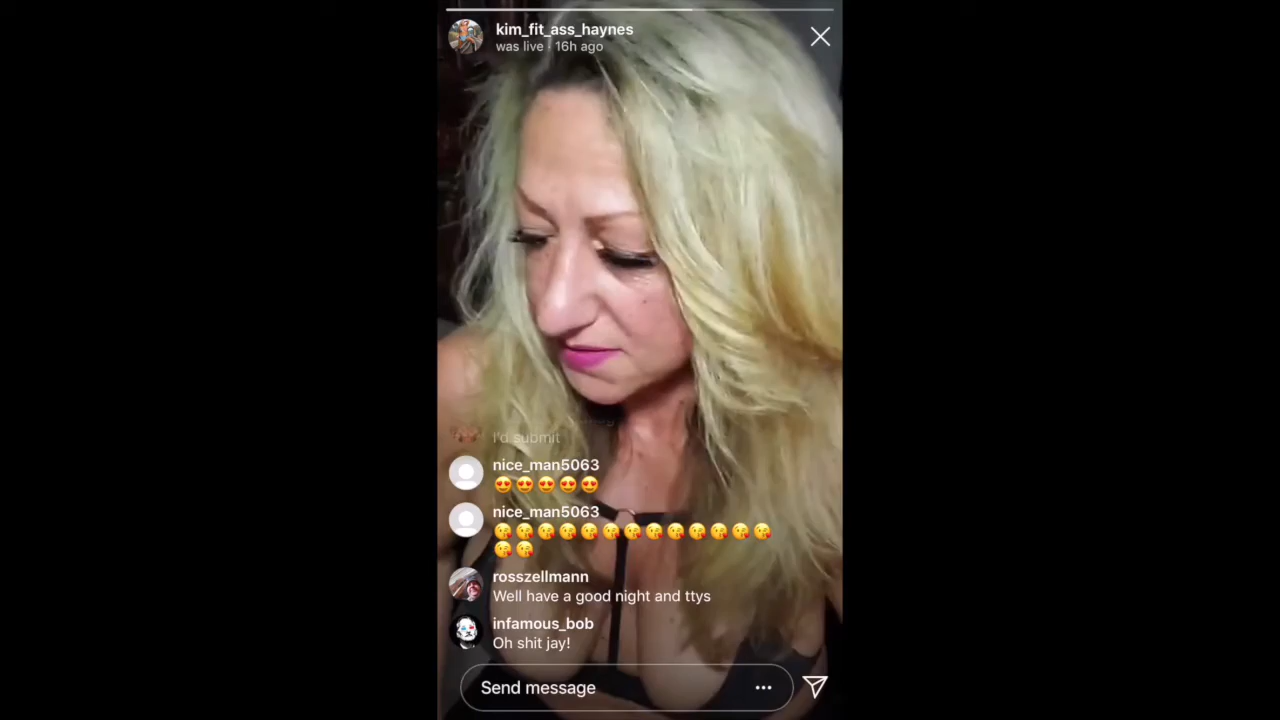 kim_fit_ass_haynes
was live · 16h ago
I'd submit
nice_man5063
😍😍😍😍😍
nice_man5063
😘😘😘😘😘😘😘😘😘😘😘😘😘
😘😘
rosszellmann
Well have a good night and ttys
infamous_bob
Oh shit jay!
Send message